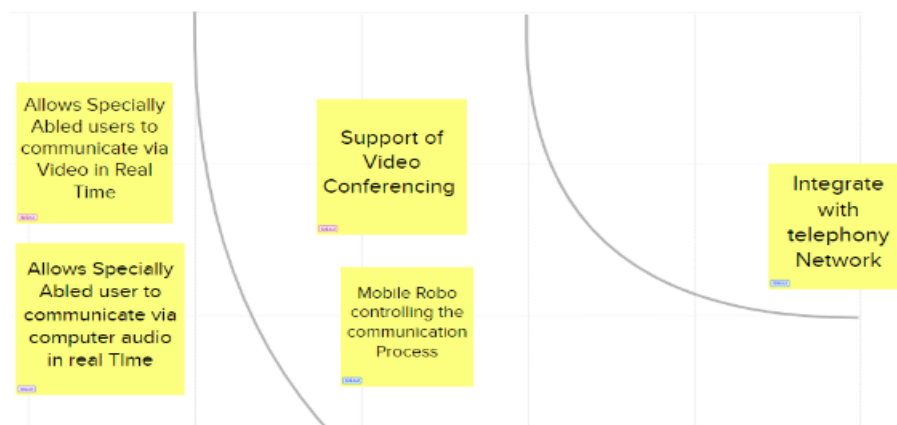 Allows Specially
Abled users to
communicate via
Video in Real
Time
Allows Specially
Abled user to
communicate via
computer audio
in real TIme
Support of
Video
Conferencing
Mobile Robo
controlling the
communication
Process
Integrate
with
telephony
Network